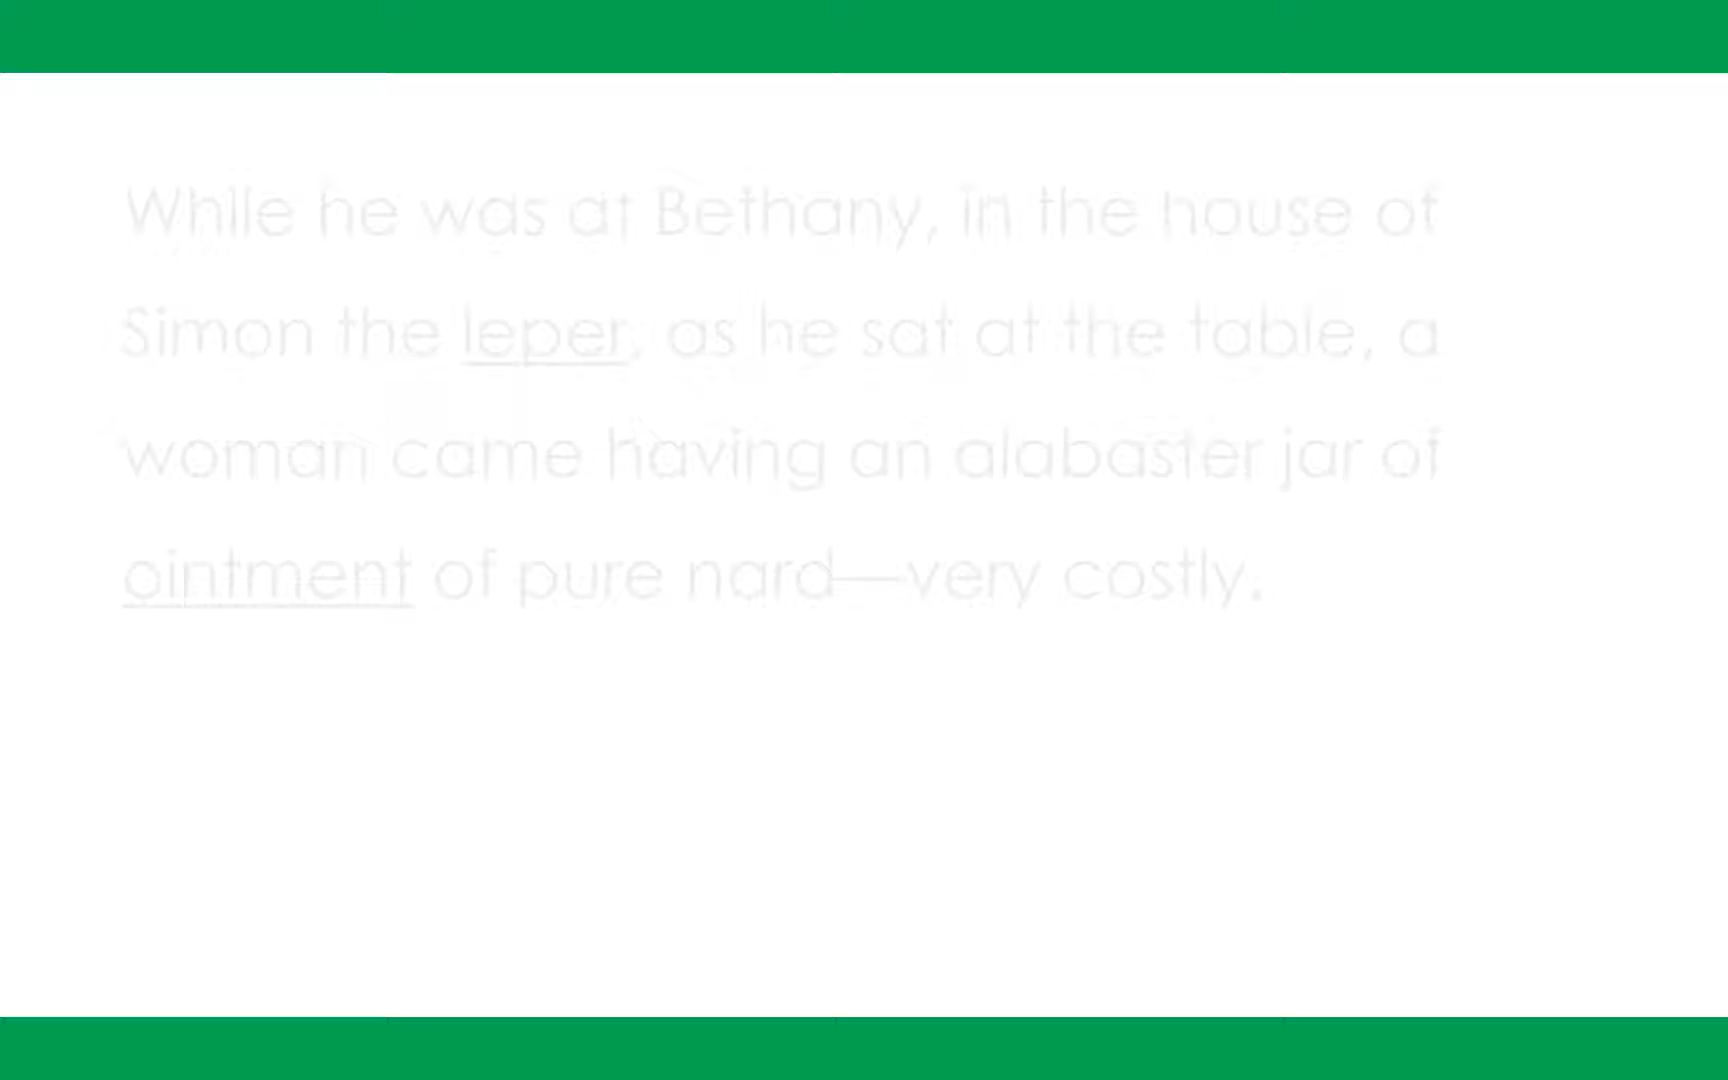 While he was at Bethany, in the house of
Simon the leper, as he sat at the table, a
woman came having an alabaster jar of
ointment of pure nard—very costly.